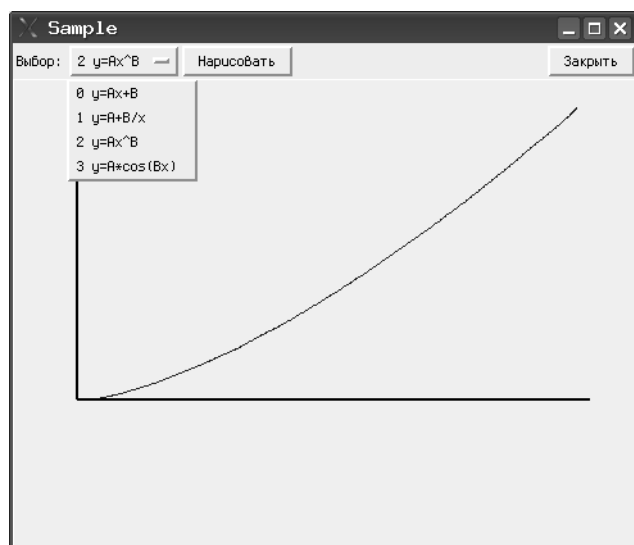 Sample
Выбор: 2 y=Ax^B Нарисовать Закрыть
0 y=Ax+B
1 y=A+B/x
2 y=Ax^B
3 y=A*cos(Bx)